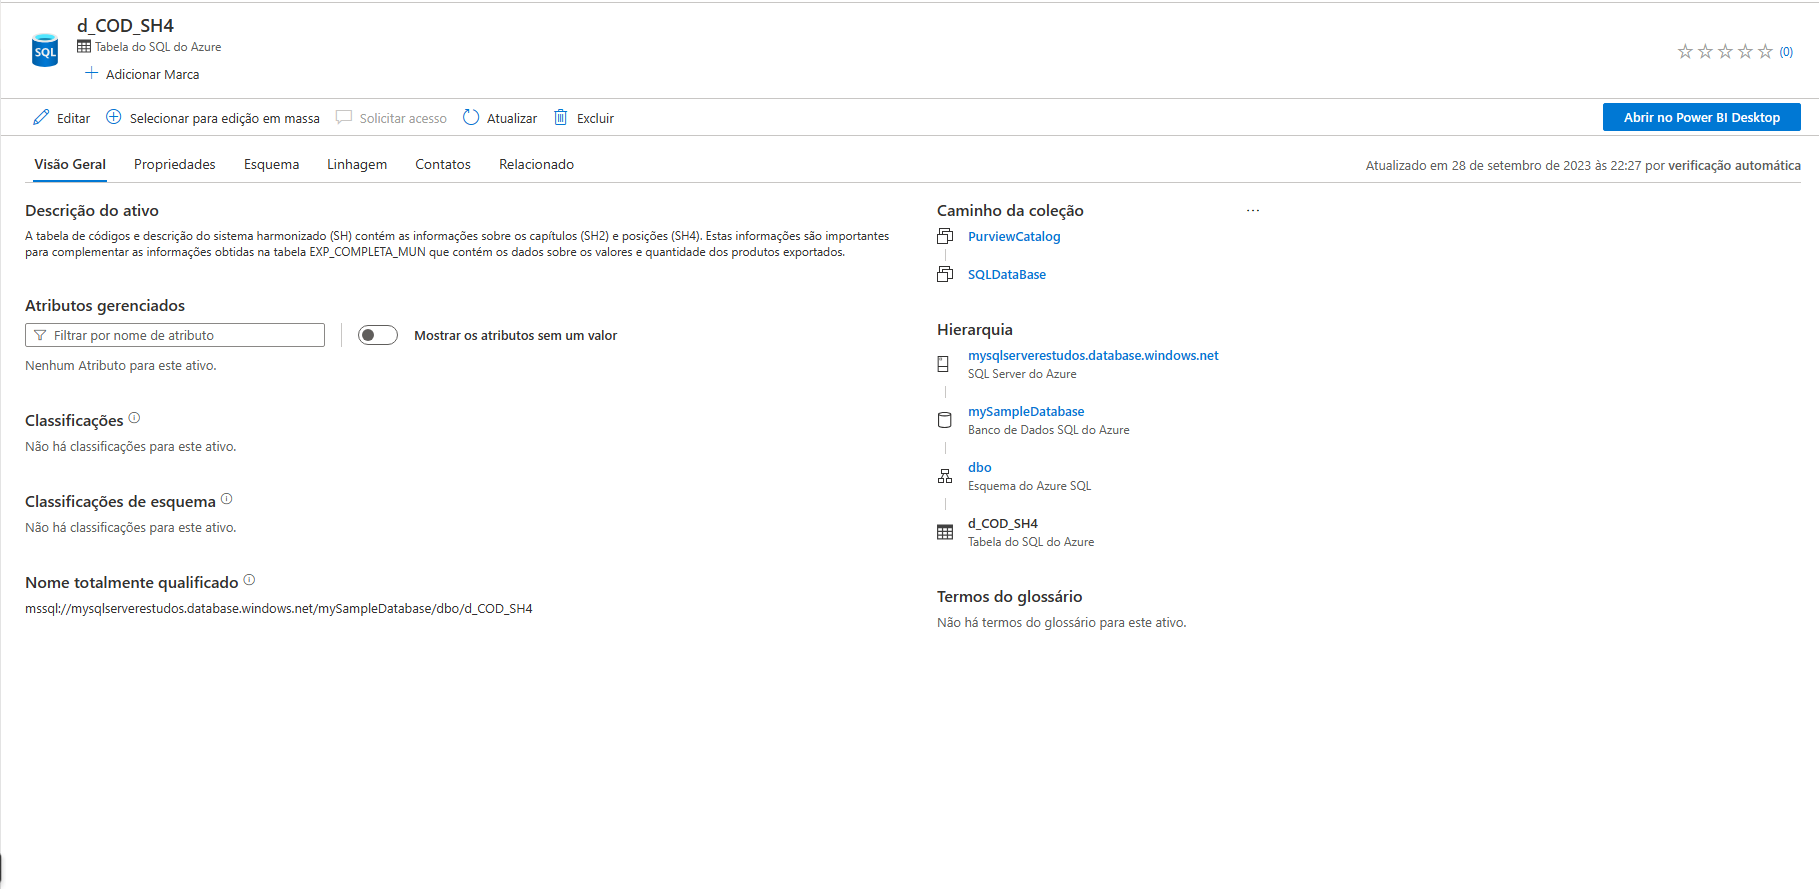 d_COD_SH4
SQL
Tabela do SQL do Azure
Adicionar Marca
(0)
Editar
Selecionar para edição em massa
Solicitar acesso
Atualizar
Excluir
Abrir no Power BI Desktop
Visão Geral
Propriedades
Esquema
Linhagem
Contatos
Relacionado
Atualizado em 28 de setembro de 2023 às 22:27 por verificação automática
Descrição do ativo
A tabela de códigos e descrição do sistema harmonizado (SH) contém as informações sobre os capítulos (SH2) e posições (SH4). Estas informações são importantes
para complementar as informações obtidas na tabela EXP_COMPLETA_MUN que contém os dados sobre os valores e quantidade dos produtos exportados.
Atributos gerenciados
Filtrar por nome de atributo
Mostrar os atributos sem um valor
Nenhum Atributo para este ativo.
Classificações
Não há classificações para este ativo.
Classificações de esquema
Não há classificações para este ativo.
Nome totalmente qualificado
mssql://mysqlserverestudos.database.windows.net/mySampleDatabase/dbo/d_COD_SH4
Caminho da coleção
...
PurviewCatalog
SQLDataBase
Hierarquia
mysqlserverestudos.database.windows.net
SQL Server do Azure
mySampleDatabase
Banco de Dados SQL do Azure
dbo
Esquema do Azure SQL
d_COD_SH4
Tabela do SQL do Azure
Termos do glossário
Não há termos do glossário para este ativo.